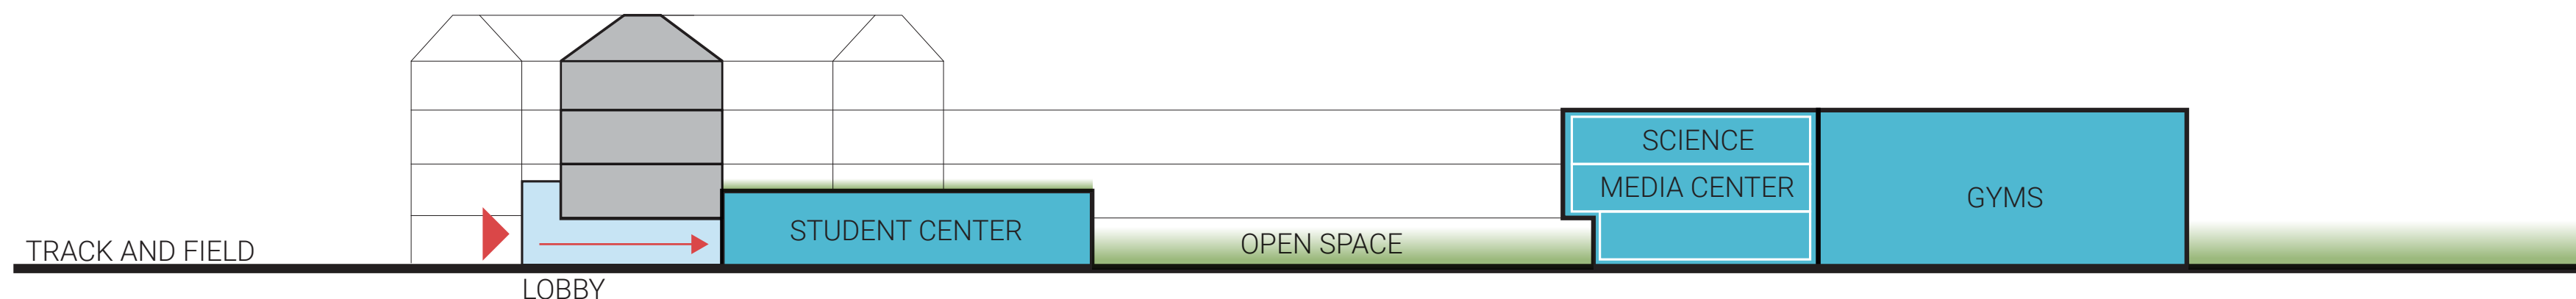 TRACK AND FIELD
LOBBY
STUDENT CENTER
OPEN SPACE
SCIENCE
MEDIA CENTER
GYMS